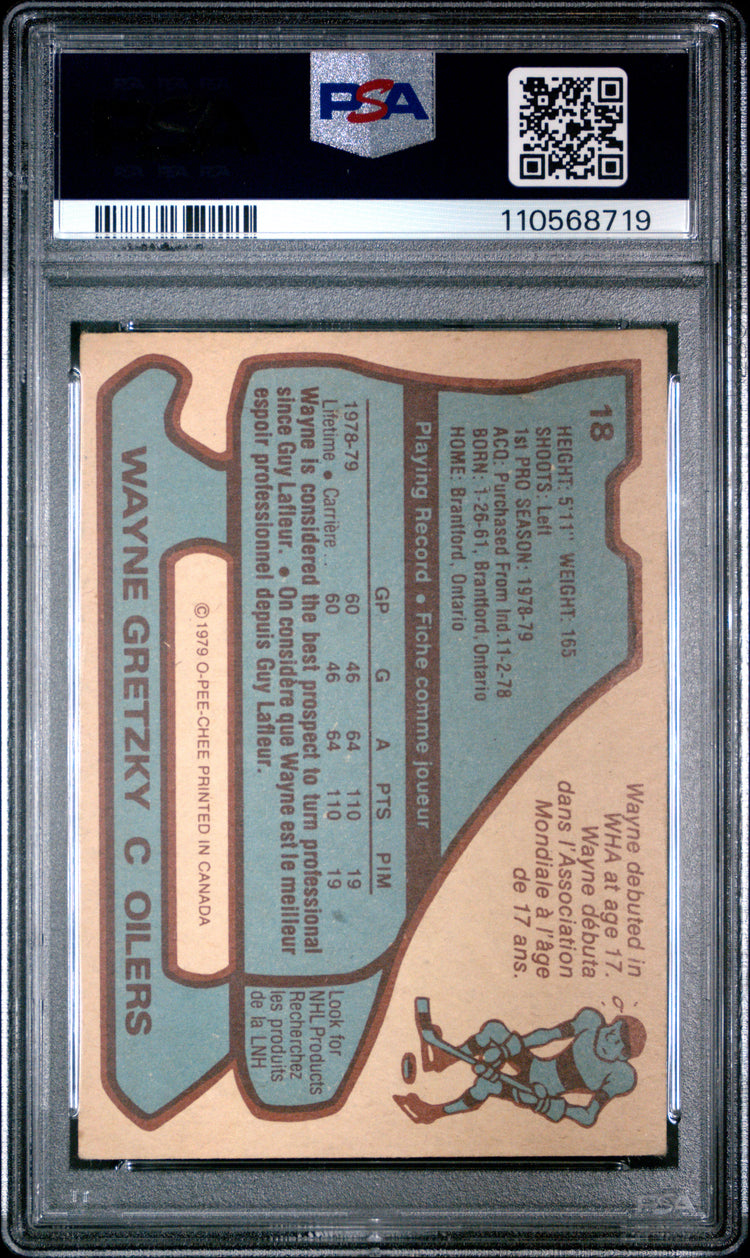 PSA
110568719
18
HEIGHT: 5'11" WEIGHT: 165
SHOOTS: Left
1st PRO SEASON: 1978-79
ACQ: Purchased From Ind. 11-2-78
BORN: 1-26-61, Brantford, Ontario
HOME: Brantford, Ontario
Wayne debuted in
WHA at age 17.
Wayne débuta
dans l'Association
Mondiale à l'âge
de 17 ans.
Playing Record • Fiche comme joueur
GP G A PTS PIM
1978-79 60 46 64 110 19
Lifetime • Carrière... 60 46 64 110 19
Wayne is considered the best prospect to turn professional
since Guy Lafleur. • On considère que Wayne est le meilleur
espoir professionnel depuis Guy Lafleur.
Look for
NHL Products
Recherchez
les produits
de la LNH
© 1979 O-PEE-CHEE PRINTED IN CANADA
WAYNE GRETZKY C OILERS
PSA